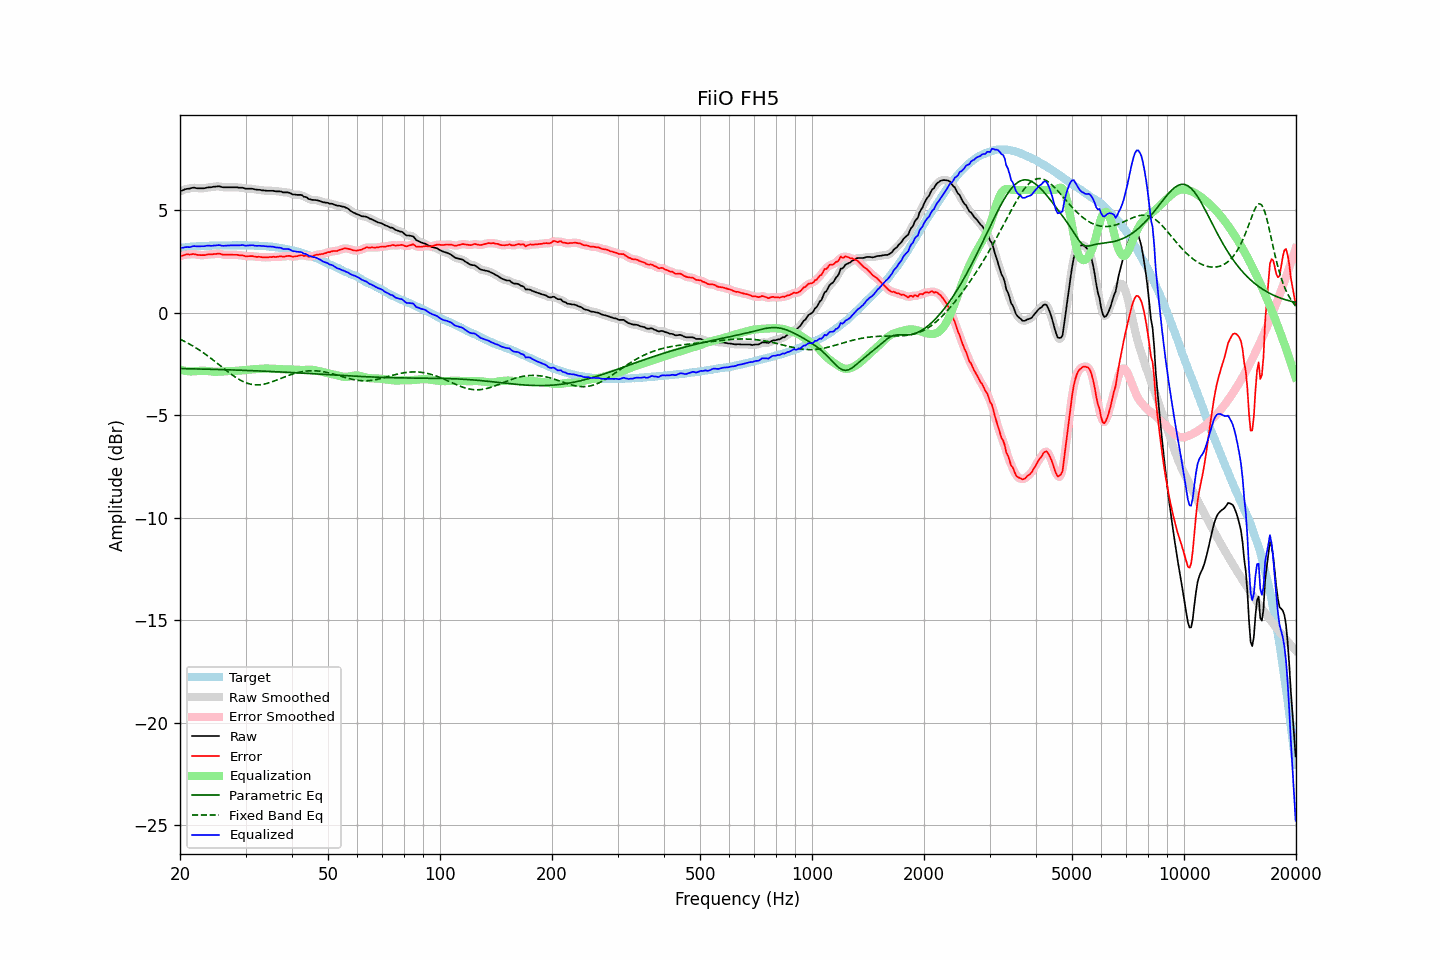 FiiO FH5
Amplitude (dBr)
5
0
−5
−10
−15
−20
−25
Target
Raw Smoothed
Error Smoothed
Raw
Error
Equalization
Parametric Eq
Fixed Band Eq
Equalized
20 50 100 200 500 1000 2000 5000 10000 20000
Frequency (Hz)